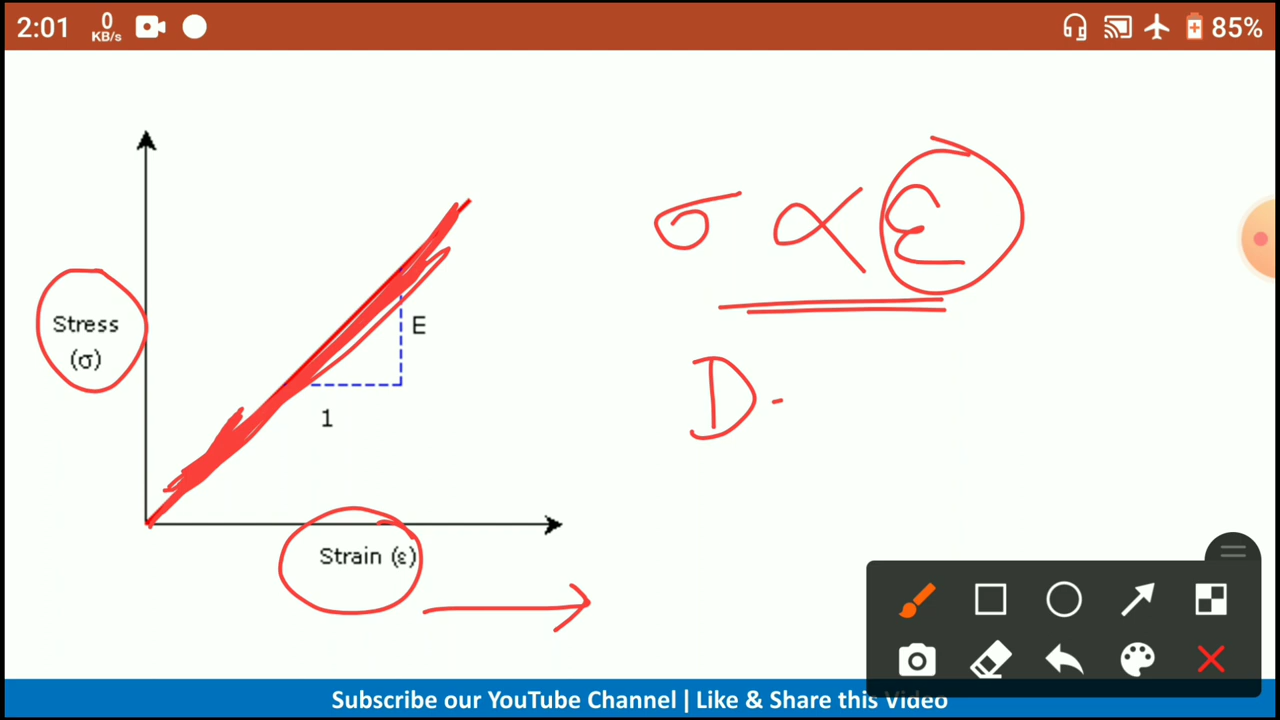 2:01 0 KB/s 85%
σ ∝ ε
Stress
(σ)
E
D.
1
Strain (ε)
Subscribe our YouTube Channel | Like & Share this Video